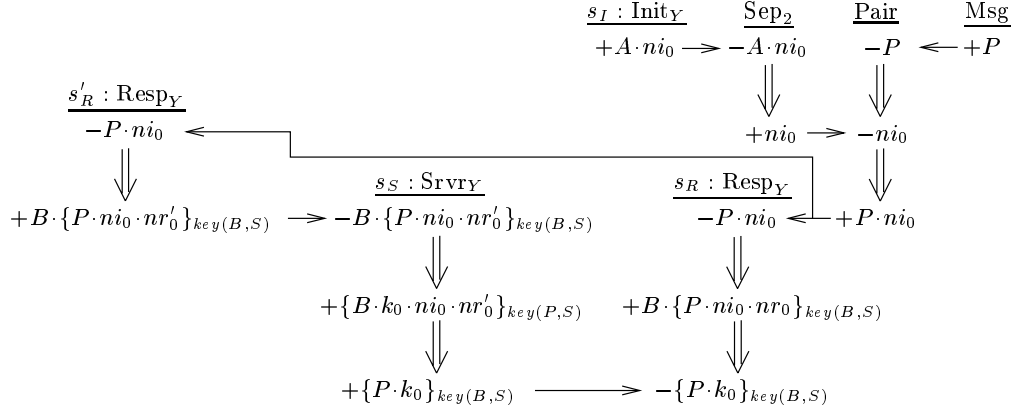 s_I : Init_Y Sep_2 Pair Msg
+A·ni_0 −A·ni_0 −P +P
s'_R : Resp_Y
−P·ni_0 +ni_0 −ni_0
s_S : Srvr_Y s_R : Resp_Y
+B·{P·ni_0·nr'_0}_{key(B,S)} −B·{P·ni_0·nr'_0}_{key(B,S)} −P·ni_0 +P·ni_0
+{B·k_0·ni_0·nr'_0}_{key(P,S)} +B·{P·ni_0·nr_0}_{key(B,S)}
+{P·k_0}_{key(B,S)} −{P·k_0}_{key(B,S)}